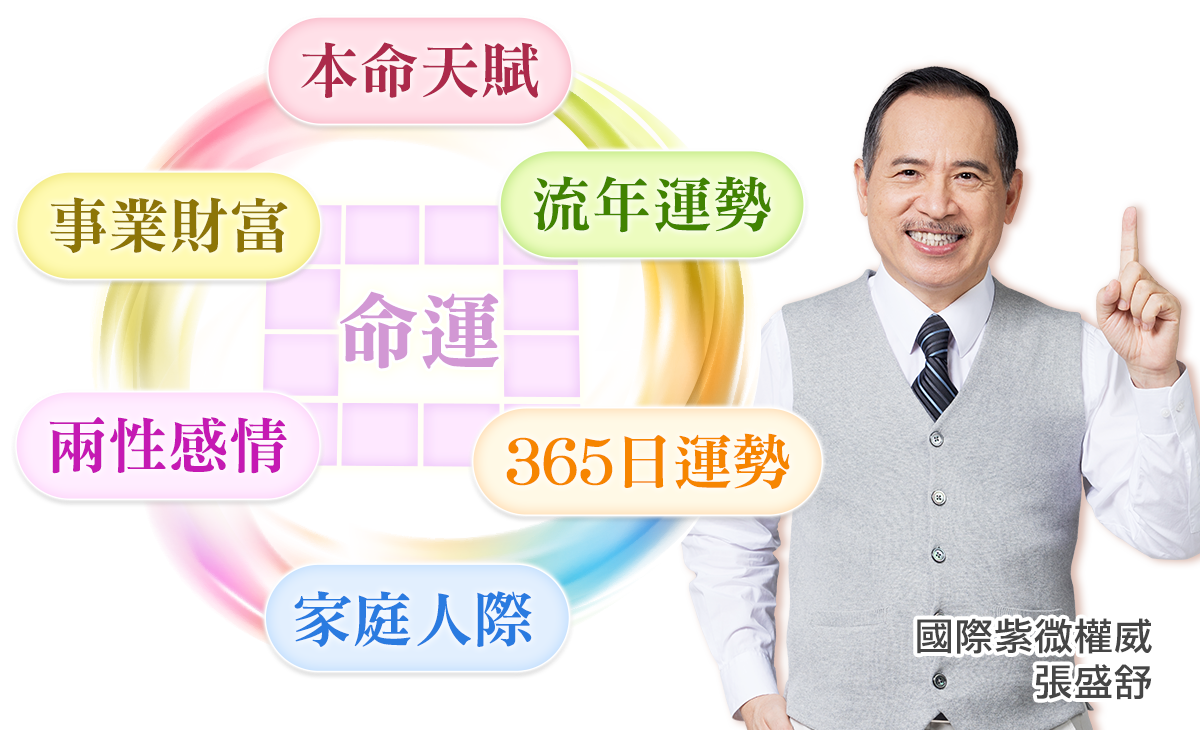 本命天賦
流年運勢
事業財富
命運
兩性感情
365日運勢
家庭人際
國際紫微權威
張盛舒